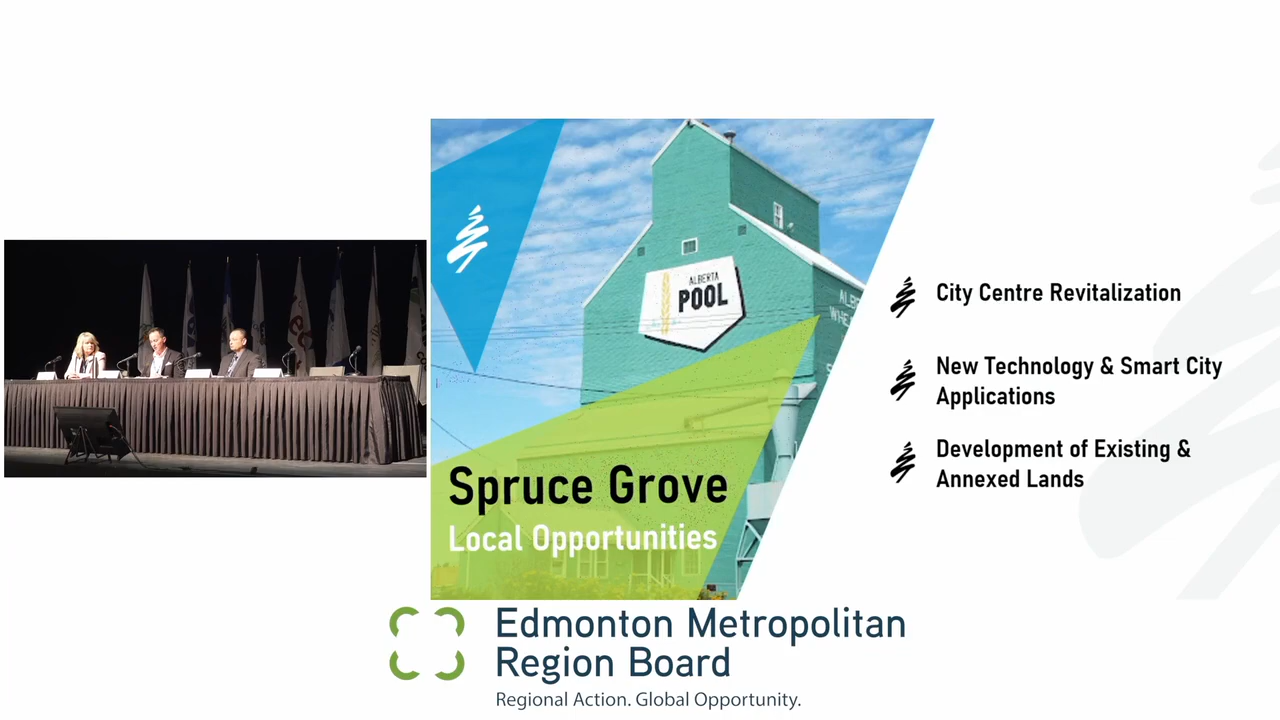 ALBERTA
POOL
Spruce Grove
Local Opportunities
City Centre Revitalization
New Technology & Smart City
Applications
Development of Existing &
Annexed Lands
Edmonton Metropolitan
Region Board
Regional Action. Global Opportunity.